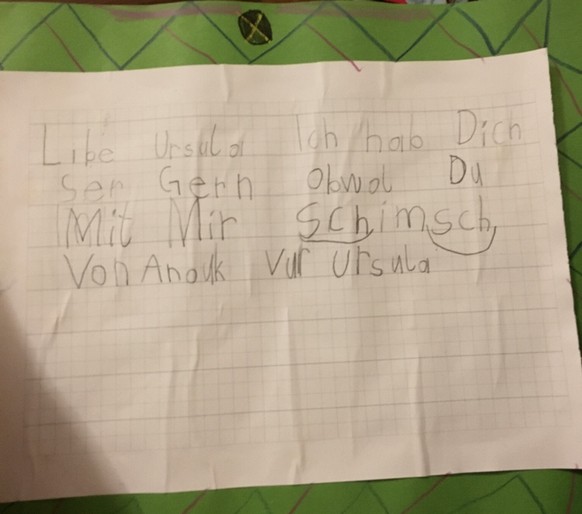 Libe Ursula Ich hab Dich
Ser Gern Obwol Du
Mit Mir Schimsch
Von Anouk Vur Ursula